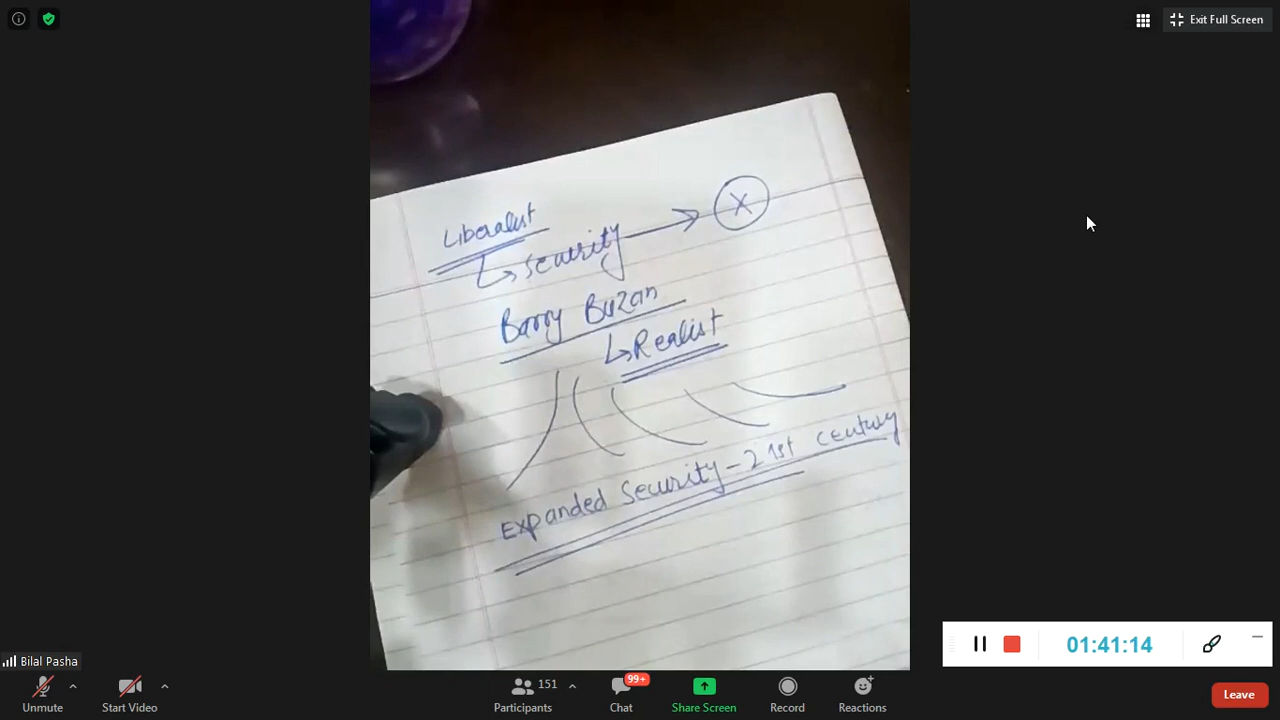 Exit Full Screen
Liberalist
↳ security → X
Barry Buzan
↳ Realist
Expanded Security - 21st century
01:41:14
Bilal Pasha
Unmute
Start Video
151
Participants
99+
Chat
Share Screen
Record
Reactions
Leave